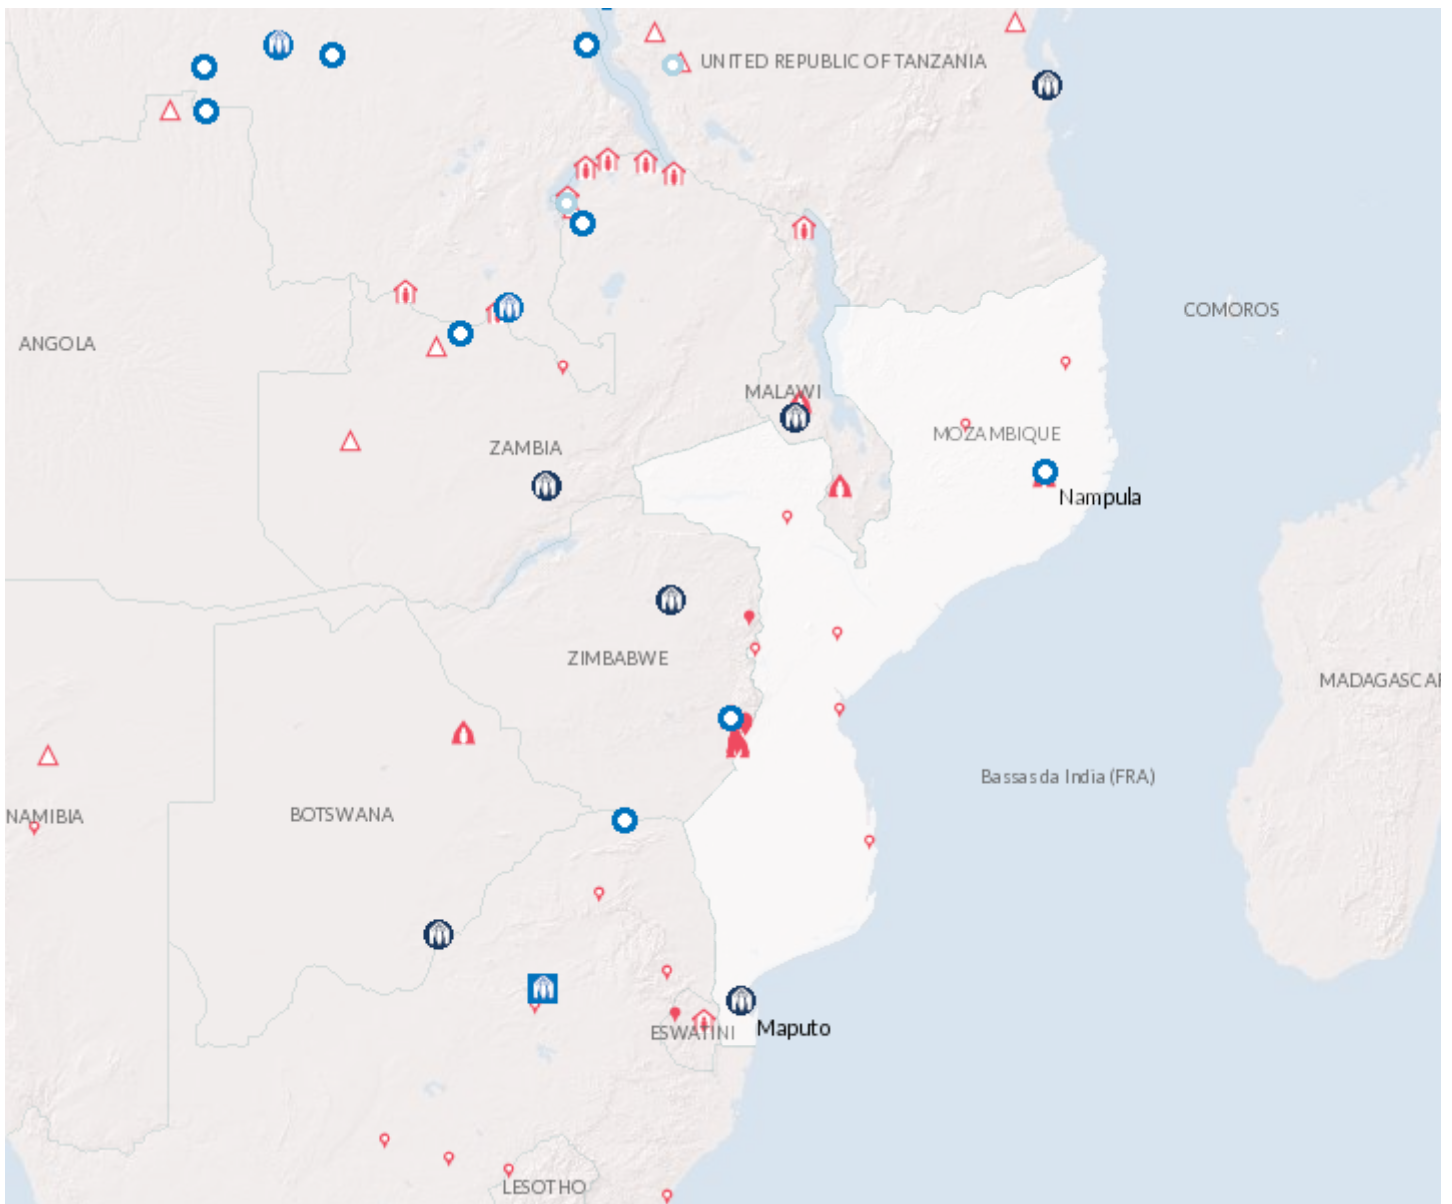 UNITED REPUBLIC OF TANZANIA
COMOROS
ANGOLA
MALAWI
MOZAMBIQUE
ZAMBIA
Nampula
ZIMBABWE
MADAGASCAR
Bassas da India (FRA)
NAMIBIA
BOTSWANA
ESWATINI
Maputo
LESOTHO